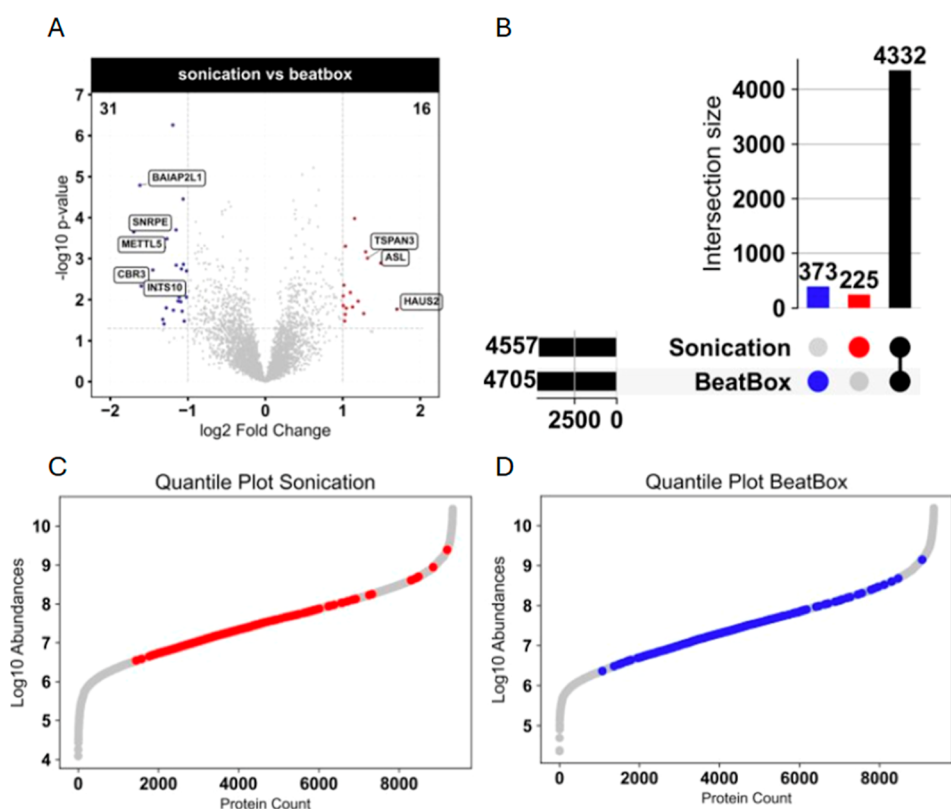 A
sonication vs beatbox
31
16
7
6
5
4
3
2
1
0
-log10 p-value
BAIAP2L1
SNRPE
METTL5
CBR3
INTS10
TSPAN3
ASL
HAUS2
−2
−1
0
1
2
log2 Fold Change
B
4332
4000
3000
2000
1000
0
Intersection size
373
225
4557
Sonication
4705
BeatBox
2500 0
C
Quantile Plot Sonication
10
9
8
7
6
5
4
Log10 Abundances
0
2000
4000
6000
8000
Protein Count
D
Quantile Plot BeatBox
10
9
8
7
6
5
Log10 Abundances
0
2000
4000
6000
8000
Protein Count